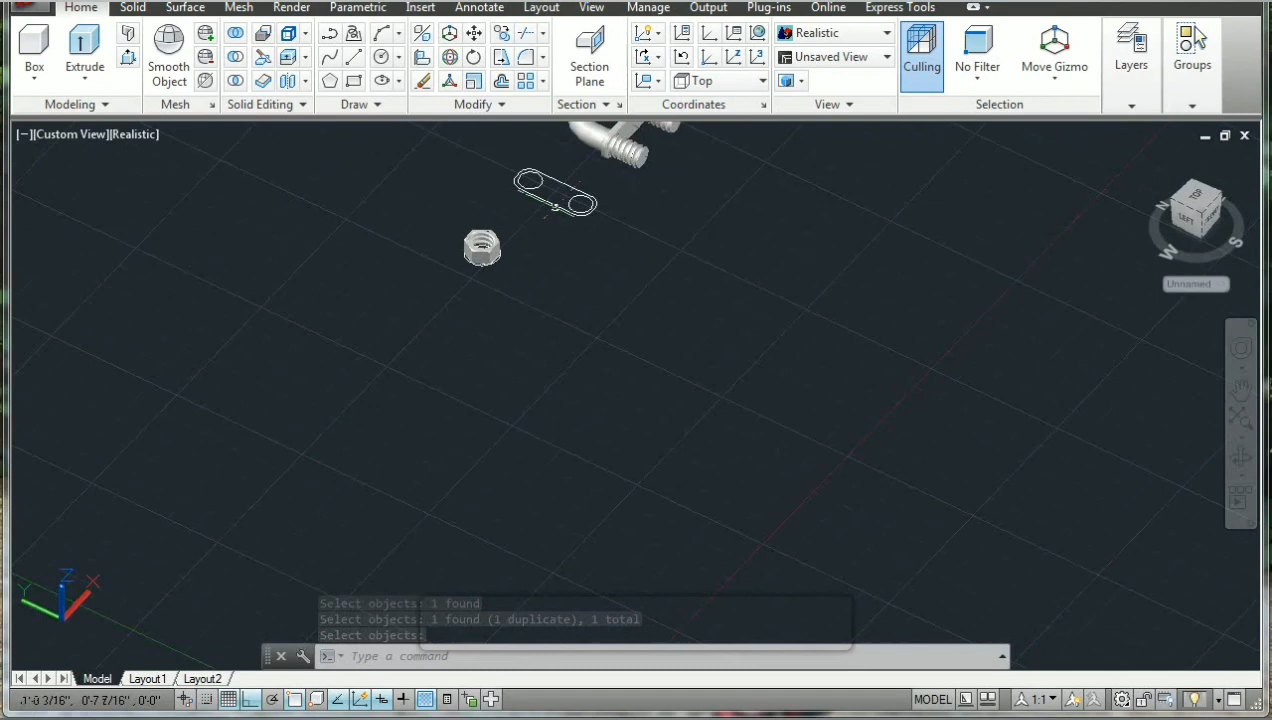 Home Solid Surface Mesh Render Parametric Insert Annotate Layout View Manage Output Plug-ins Online Express Tools
Box Extrude Smooth Object Section Plane Realistic Unsaved View Top Culling No Filter Move Gizmo Layers Groups
Modeling Mesh Solid Editing Draw Modify Section Coordinates View Selection
[−][Custom View][Realistic]
TOP
LEFT
N
S
W
Unnamed
Z
X
Y
Select objects: 1 found
Select objects: 1 found (1 duplicate), 1 total
Select objects:
Type a command
Model Layout1 Layout2
MODEL 1:1